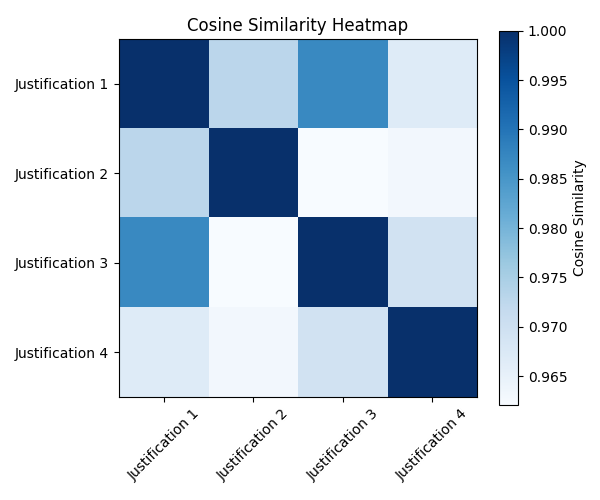 Cosine Similarity Heatmap
Justification 1
Justification 2
Justification 3
Justification 4
Justification 1
Justification 2
Justification 3
Justification 4
1.000
0.995
0.990
0.985
0.980
0.975
0.970
0.965
Cosine Similarity